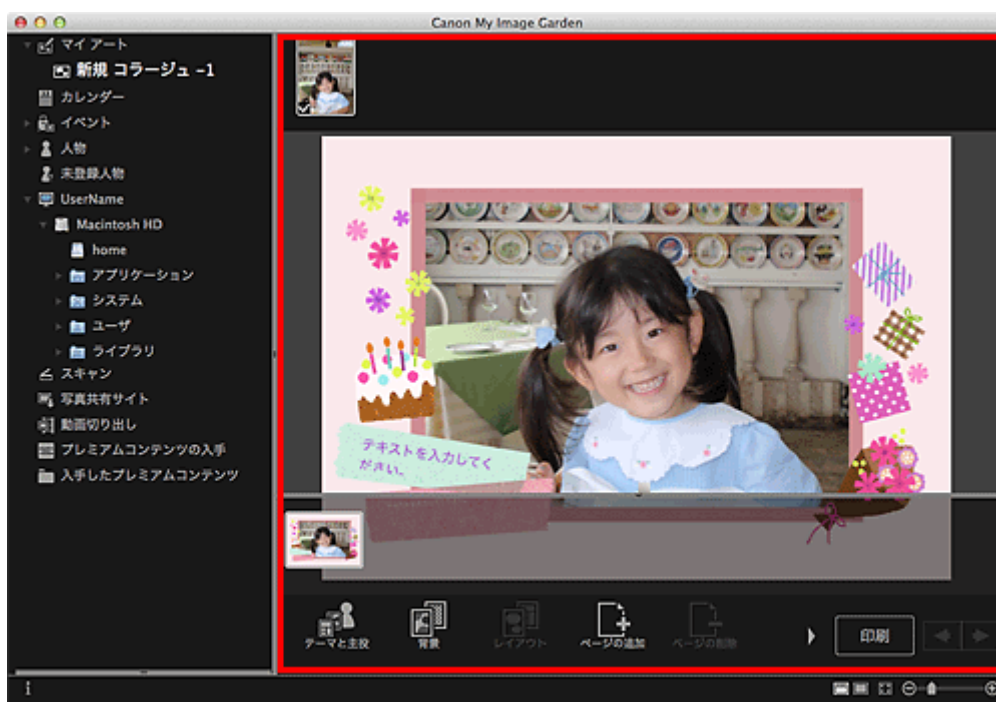 Canon My Image Garden
マイ アート
新規 コラージュ -1
カレンダー
イベント
人物
未登録人物
UserName
Macintosh HD
home
アプリケーション
システム
ユーザ
ライブラリ
スキャン
写真共有サイト
動画切り出し
プレミアムコンテンツの入手
入手したプレミアムコンテンツ
テキストを入力してく
ださい。
テーマと主役
背景
レイアウト
ページの追加
ページの削除
印刷